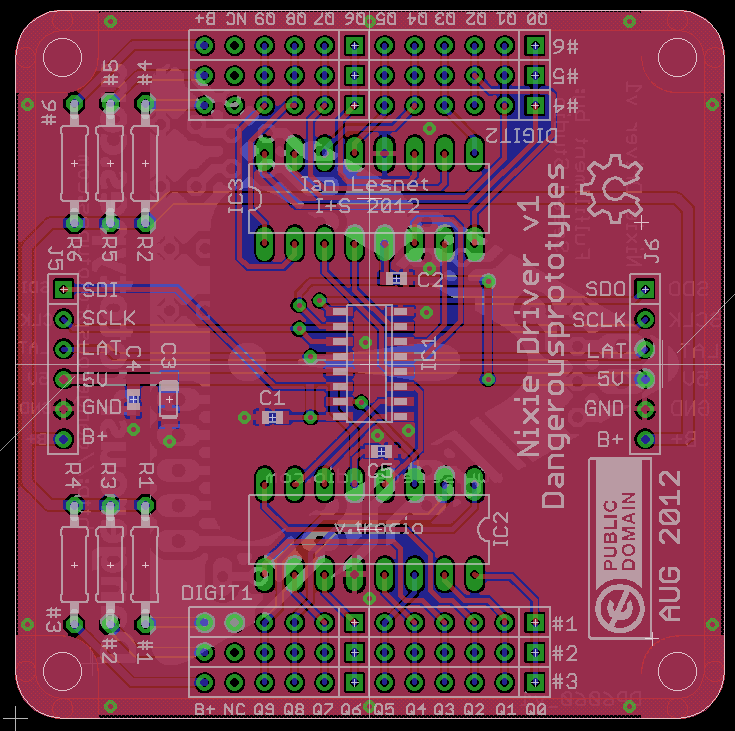 B+ NC Q9 Q8 Q7 Q6 Q5 Q4 Q3 Q2 Q1 Q0
#6
#5
#4
DIGIT2
#6 #5 #4
IC3
Ian Lesnet
I+S 2012
R6 R5 R2
Nixie Driver v1
Dangerousprototypes
J5
SDI
SCLK
LAT
5V
GND
B+
C2
C4
C3
C1
IC1
C5
J6
SDO
SCLK
LAT
5V
GND
B+
R4 R3 R1
v.trocio
IC2
PUBLIC
DOMAIN
AUG 2012
#3 #2 #1
DIGIT1
#1
#2
#3
B+ NC Q9 Q8 Q7 Q6 Q5 Q4 Q3 Q2 Q1 Q0